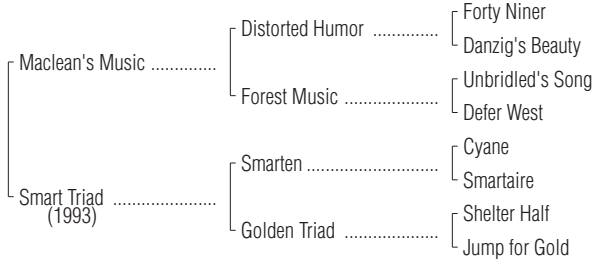 Forty Niner
Distorted Humor ..............
Danzig's Beauty
Maclean's Music ..............
Unbridled's Song
Forest Music ....................
Defer West
Cyane
Smarten ............................
Smartaire
Smart Triad ......................
(1993)
Shelter Half
Golden Triad ....................
Jump for Gold